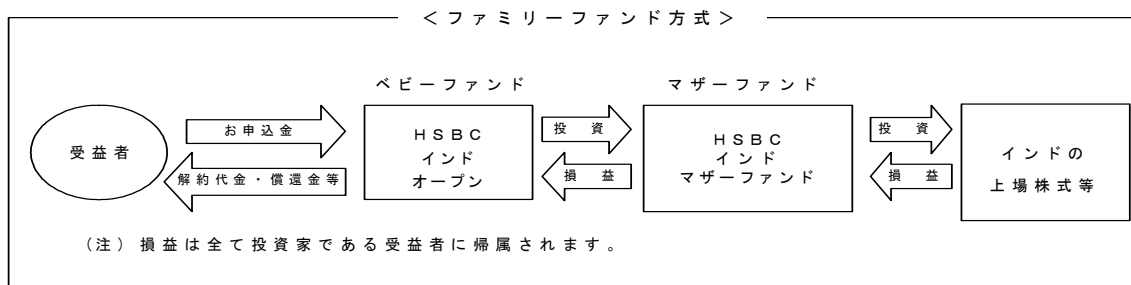 ＜ファミリーファンド方式＞
ベビーファンド
マザーファンド
受益者
お申込金
解約代金・償還金等
HSBC
インド
オープン
投資
損益
HSBC
インド
マザーファンド
投資
損益
インドの
上場株式等
(注) 損益は全て投資家である受益者に帰属されます。